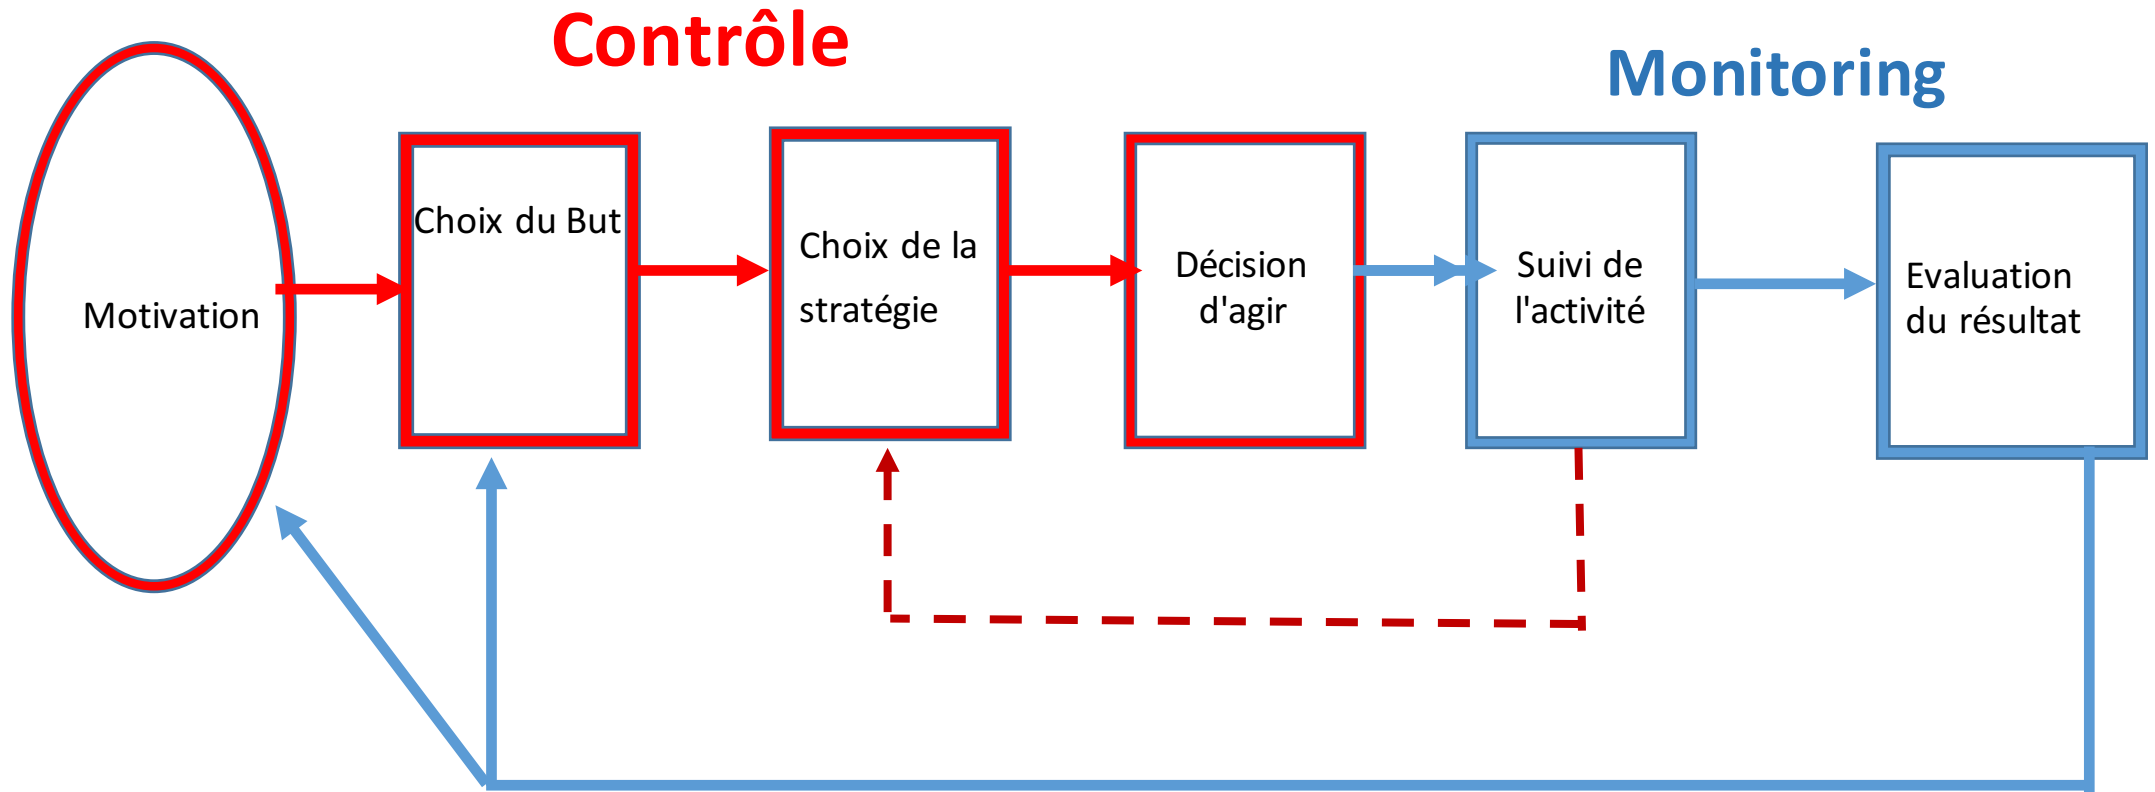 Contrôle
Monitoring
Motivation
Choix du But
Choix de la
stratégie
Décision
d'agir
Suivi de
l'activité
Evaluation
du résultat